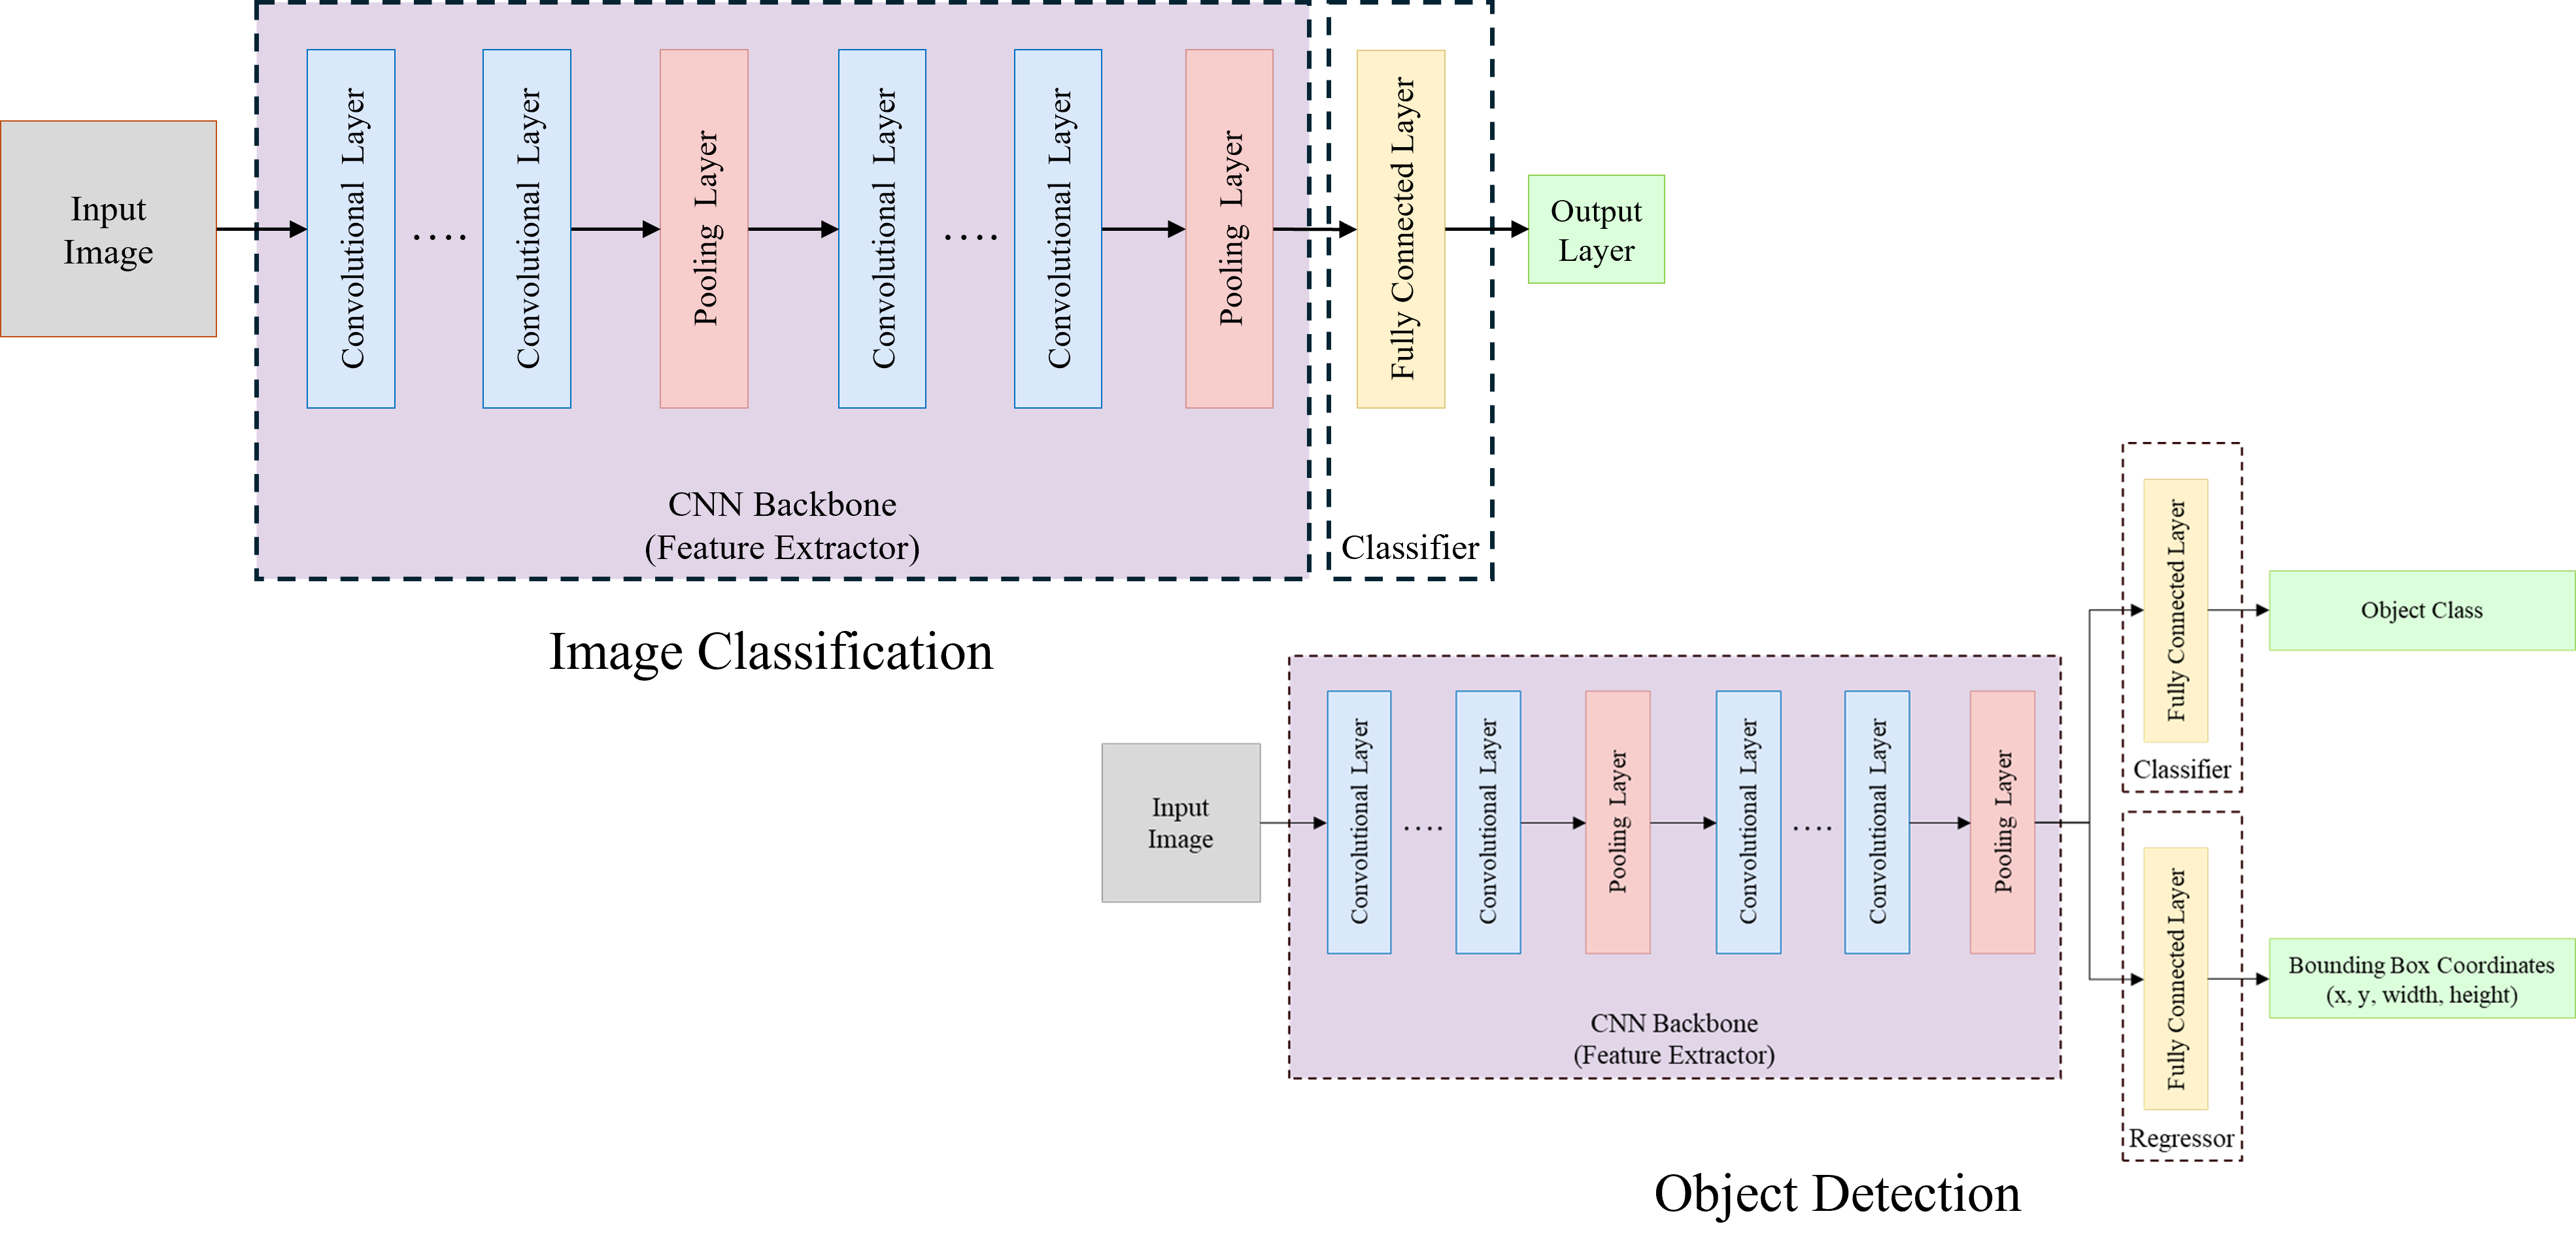 Input
Image
Convolutional Layer
....
Convolutional Layer
Pooling Layer
Convolutional Layer
....
Convolutional Layer
Pooling Layer
CNN Backbone
(Feature Extractor)
Fully Connected Layer
Classifier
Output
Layer
Image Classification
Input
Image
Convolutional Layer
....
Convolutional Layer
Pooling Layer
Convolutional Layer
....
Convolutional Layer
Pooling Layer
CNN Backbone
(Feature Extractor)
Fully Connected Layer
Classifier
Object Class
Fully Connected Layer
Regressor
Bounding Box Coordinates
(x, y, width, height)
Object Detection